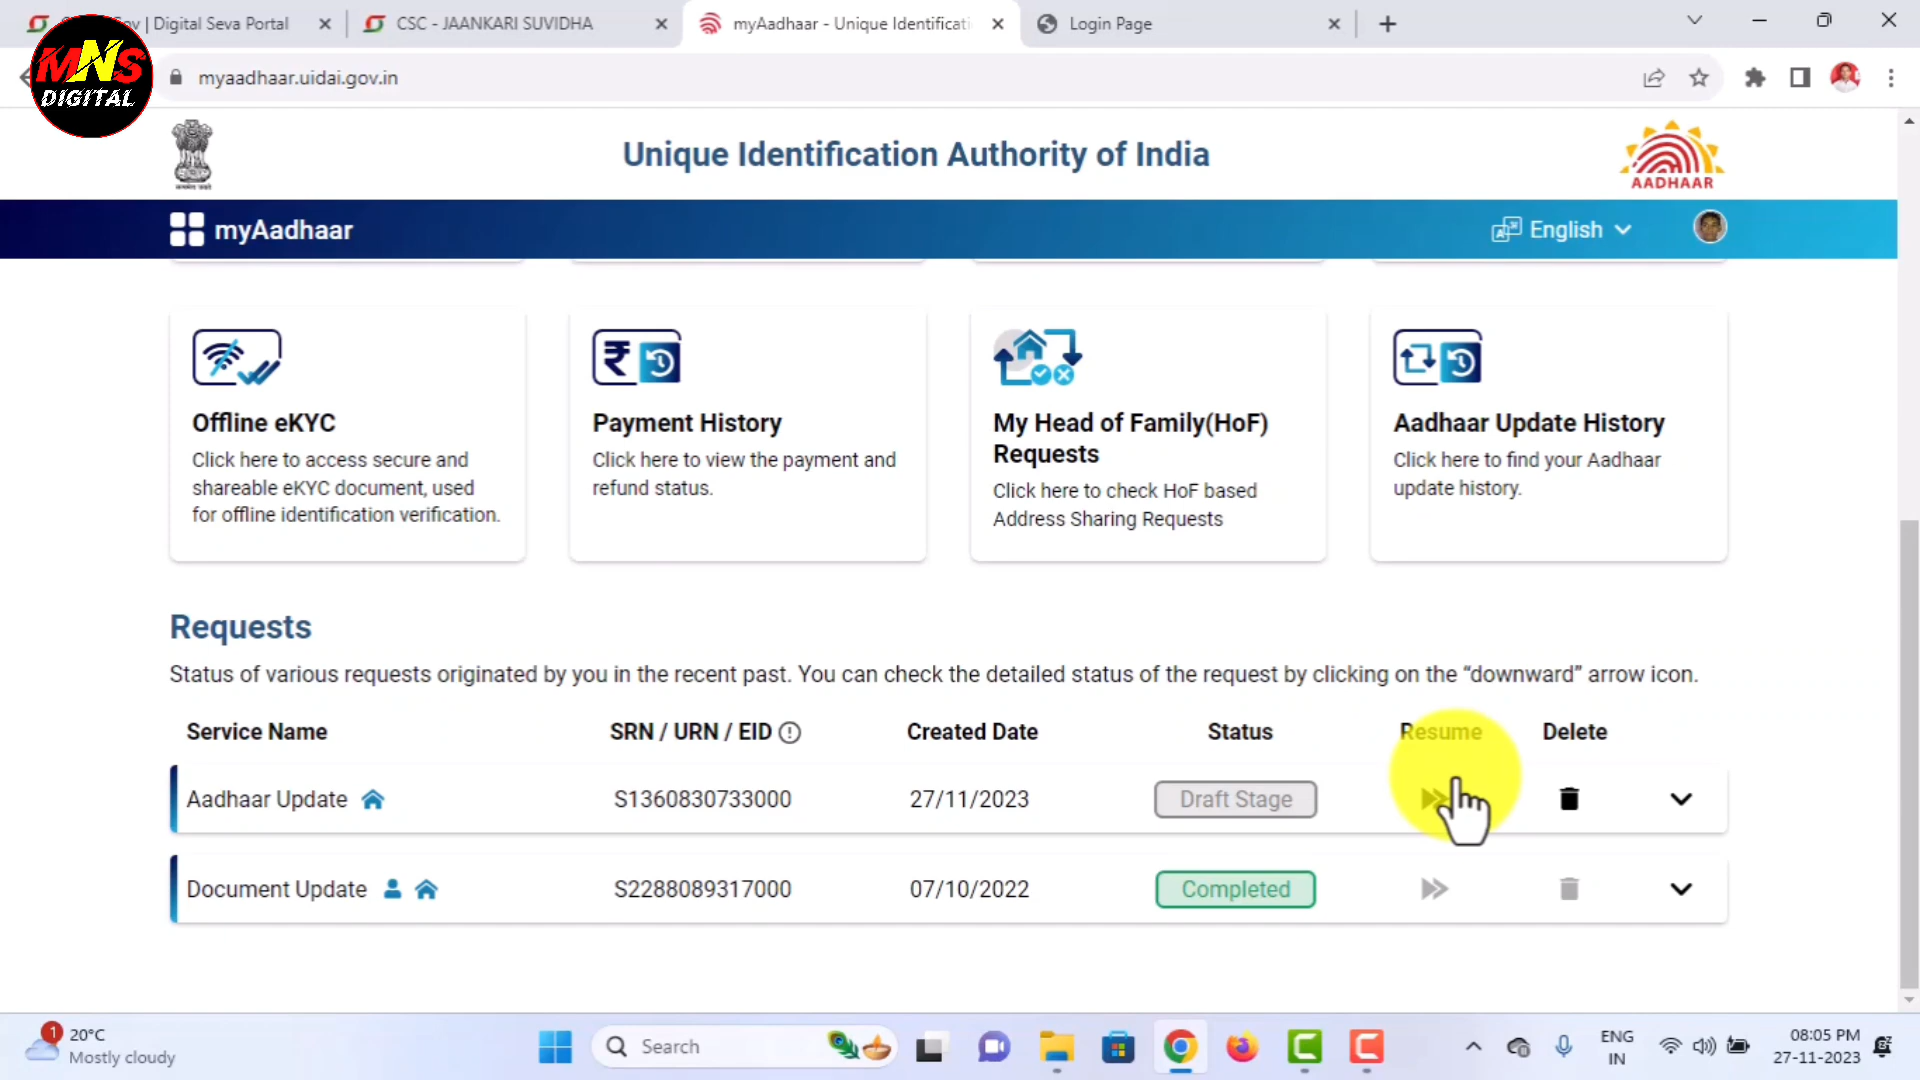 Gov | Digital Seva Portal
CSC - JAANKARI SUVIDHA
myAadhaar - Unique Identificati
Login Page
MNS
DIGITAL
myaadhaar.uidai.gov.in
Unique Identification Authority of India
AADHAAR
myAadhaar
English
Offline eKYC
Click here to access secure and
shareable eKYC document, used
for offline identification verification.
Payment History
Click here to view the payment and
refund status.
My Head of Family(HoF)
Requests
Click here to check HoF based
Address Sharing Requests
Aadhaar Update History
Click here to find your Aadhaar
update history.
Requests
Status of various requests originated by you in the recent past. You can check the detailed status of the request by clicking on the “downward” arrow icon.
Service Name SRN / URN / EID Created Date Status Resume Delete
Aadhaar Update S1360830733000 27/11/2023 Draft Stage
Document Update S2288089317000 07/10/2022 Completed
1
20°C
Mostly cloudy
Search
ENG
IN
08:05 PM
27-11-2023